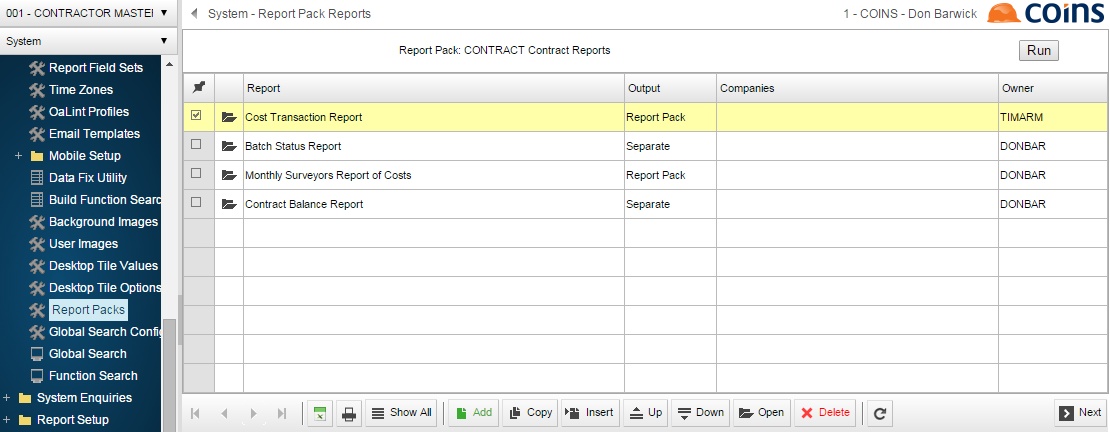 001 - CONTRACTOR MASTE
System - Report Pack Reports
1 - COINS - Don Barwick
COINS
System
Report Pack: CONTRACT Contract Reports
Run
Report Field Sets
Time Zones
OaLint Profiles
Email Templates
Mobile Setup
Data Fix Utility
Build Function Searc
Background Images
User Images
Desktop Tile Values
Desktop Tile Options
Report Packs
Global Search Config
Global Search
Function Search
System Enquiries
Report Setup
Report Output Companies Owner
Cost Transaction Report Report Pack TIMARM
Batch Status Report Separate DONBAR
Monthly Surveyors Report of Costs Report Pack DONBAR
Contract Balance Report Separate DONBAR
Show All Add Copy Insert Up Down Open Delete Next